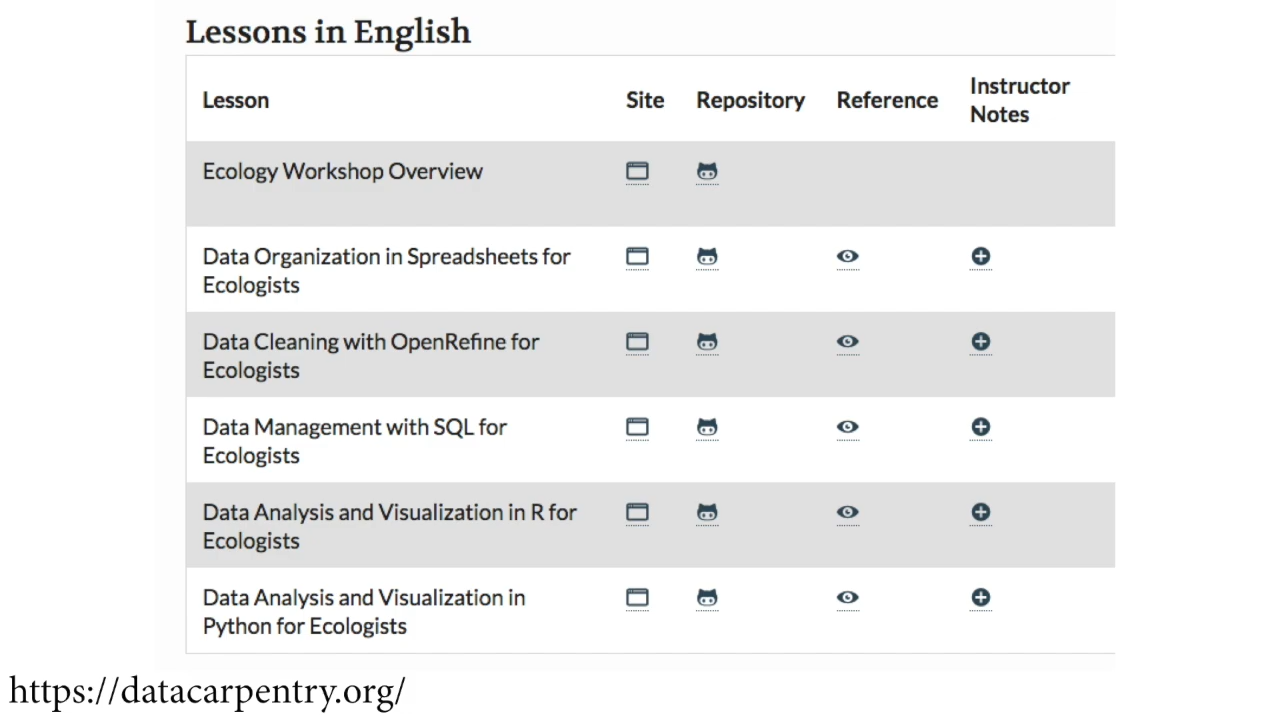 Lessons in English
Lesson Site Repository Reference Instructor Notes
Ecology Workshop Overview
Data Organization in Spreadsheets for
Ecologists
Data Cleaning with OpenRefine for
Ecologists
Data Management with SQL for
Ecologists
Data Analysis and Visualization in R for
Ecologists
Data Analysis and Visualization in
Python for Ecologists
https://datacarpentry.org/